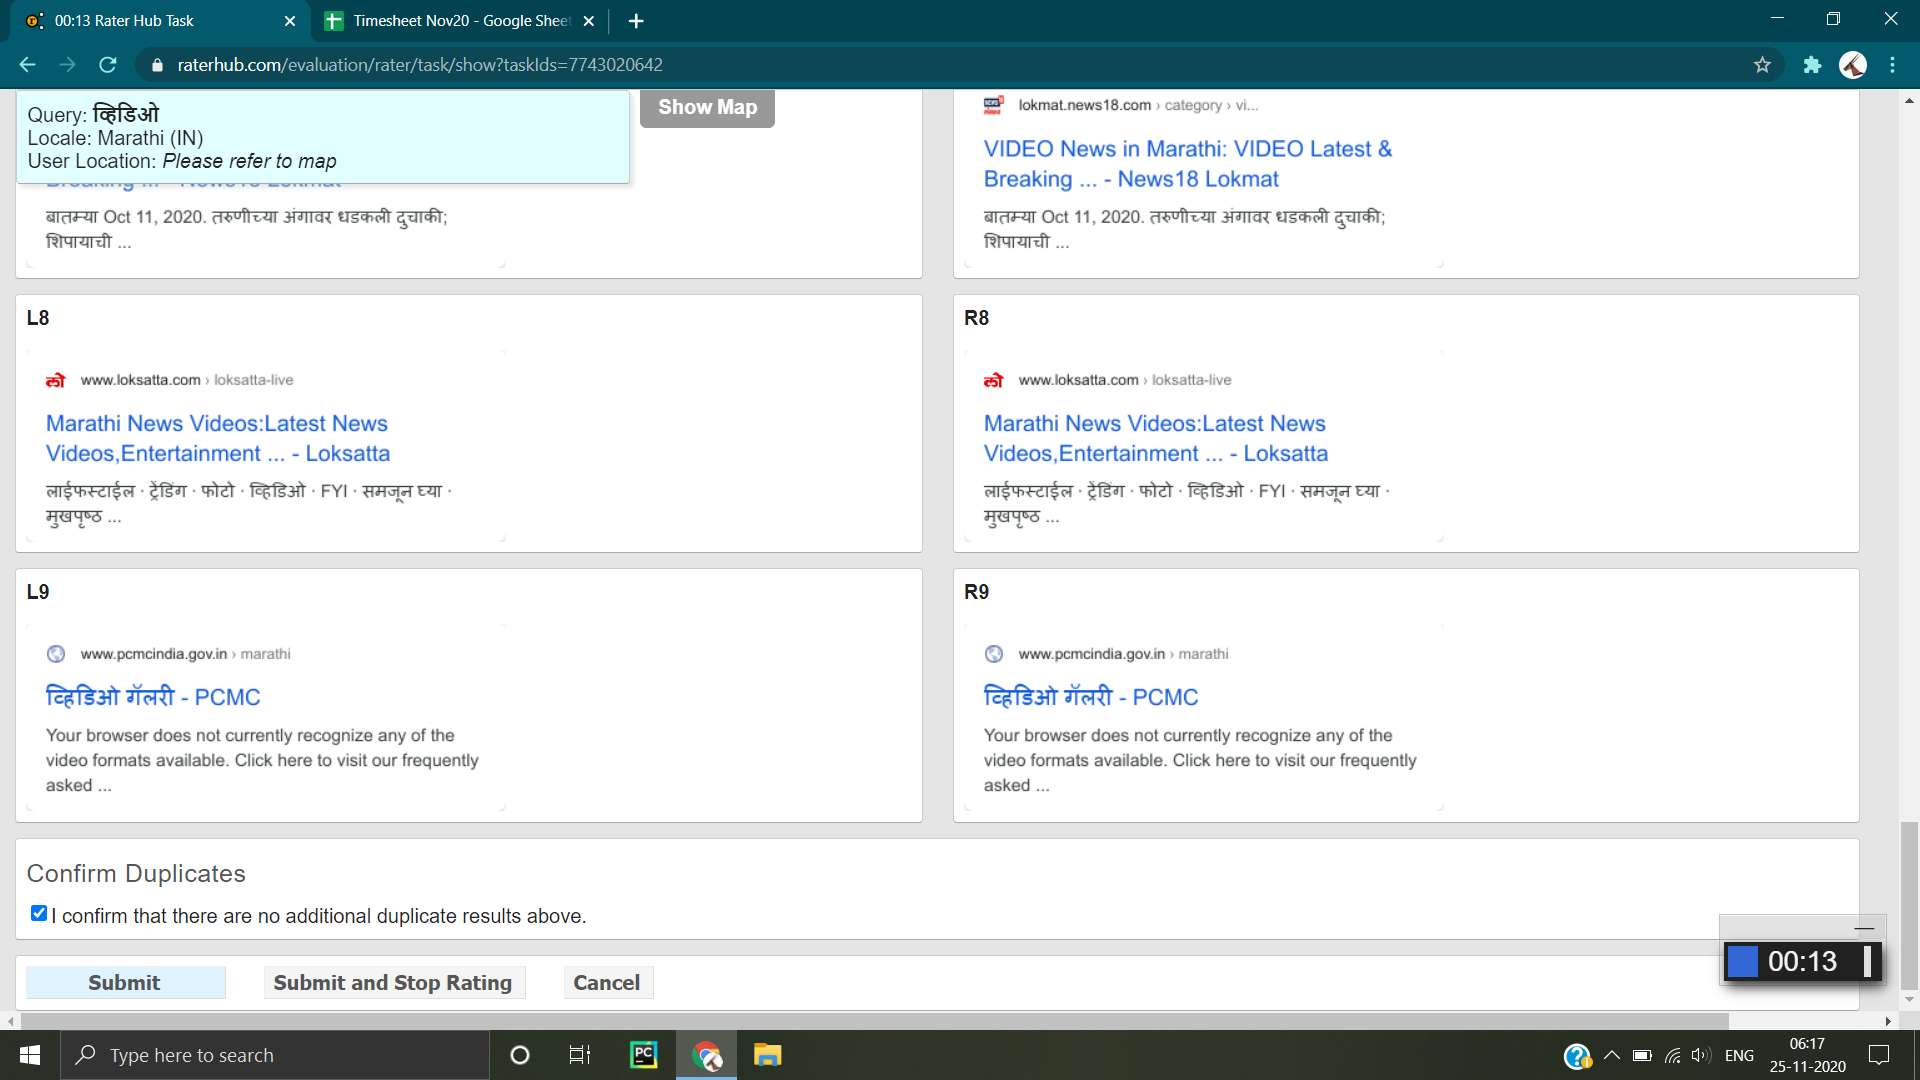 00:13 Rater Hub Task
Timesheet Nov20 - Google Sheet
raterhub.com/evaluation/rater/task/show?taskIds=7743020642
Query: व्हिडिओ
Locale: Marathi (IN)
User Location: Please refer to map
Show Map
बातम्या Oct 11, 2020. तरुणीच्या अंगावर धडकली दुचाकी;
शिपायाची ...
lokmat.news18.com › category › vi...
VIDEO News in Marathi: VIDEO Latest &
Breaking ... - News18 Lokmat
बातम्या Oct 11, 2020. तरुणीच्या अंगावर धडकली दुचाकी;
शिपायाची ...
L8
www.loksatta.com › loksatta-live
Marathi News Videos:Latest News
Videos,Entertainment ... - Loksatta
लाईफस्टाईल · ट्रेंडिंग · फोटो · व्हिडिओ · FYI · समजून घ्या ·
मुखपृष्ठ ...
R8
www.loksatta.com › loksatta-live
Marathi News Videos:Latest News
Videos,Entertainment ... - Loksatta
लाईफस्टाईल · ट्रेंडिंग · फोटो · व्हिडिओ · FYI · समजून घ्या ·
मुखपृष्ठ ...
L9
www.pcmcindia.gov.in › marathi
व्हिडिओ गॅलरी - PCMC
Your browser does not currently recognize any of the
video formats available. Click here to visit our frequently
asked ...
R9
www.pcmcindia.gov.in › marathi
व्हिडिओ गॅलरी - PCMC
Your browser does not currently recognize any of the
video formats available. Click here to visit our frequently
asked ...
Confirm Duplicates
I confirm that there are no additional duplicate results above.
00:13
Submit
Submit and Stop Rating
Cancel
Type here to search
PC
ENG
06:17
25-11-2020